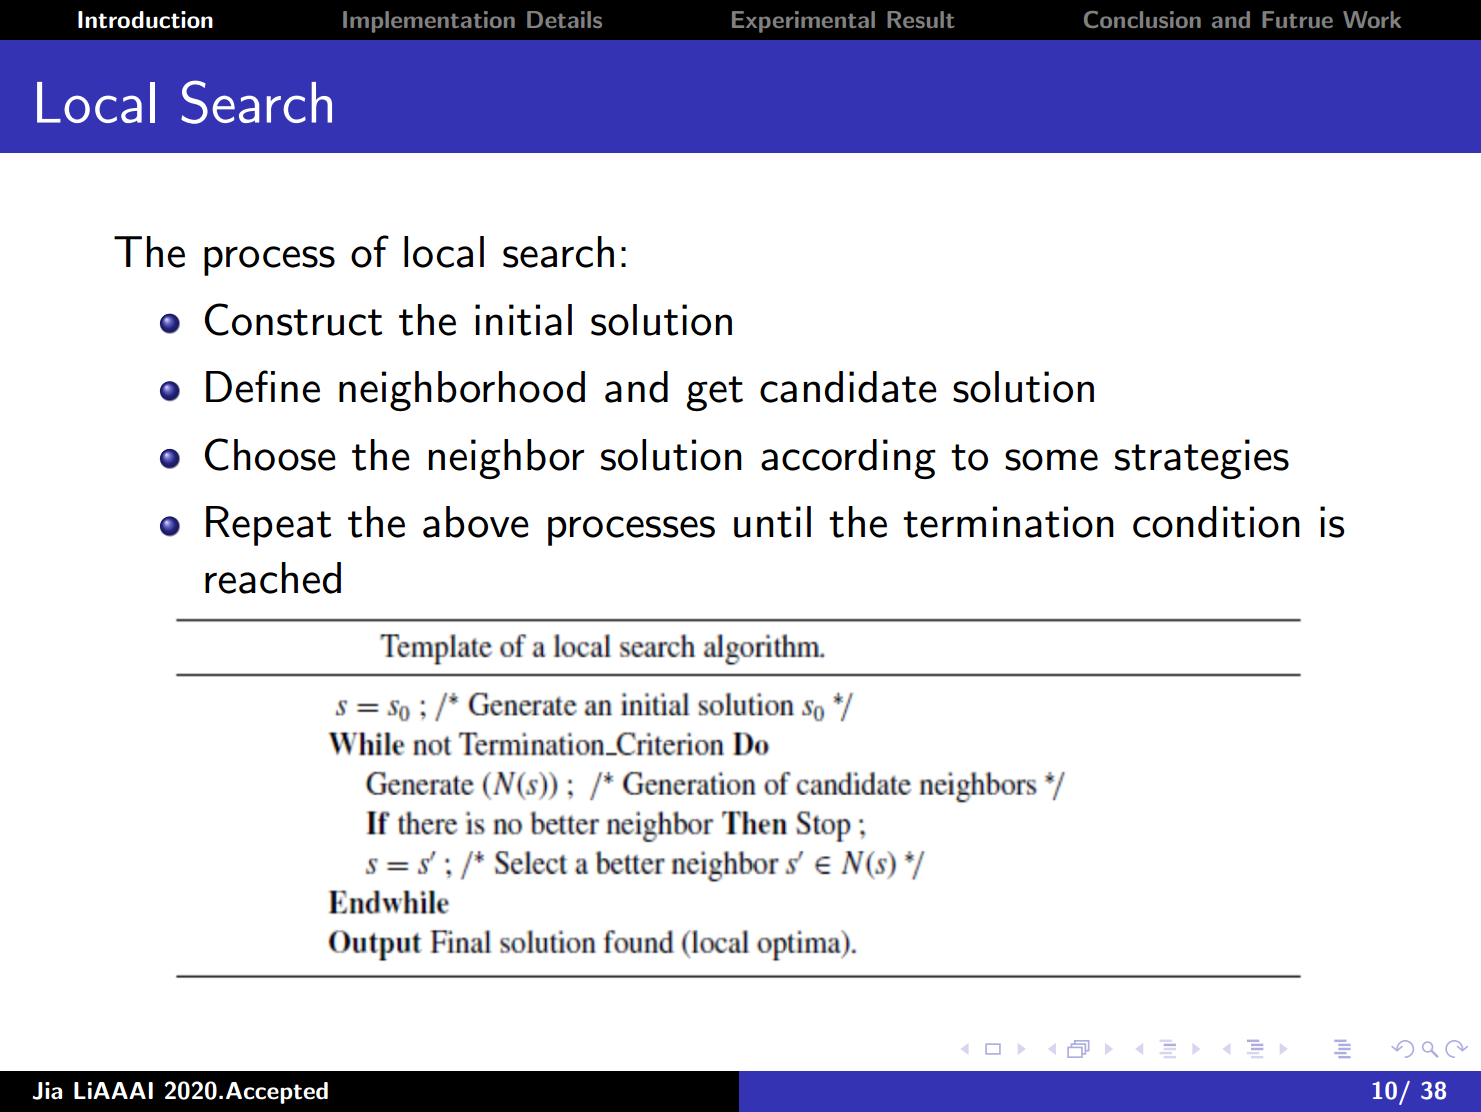 Introduction Implementation Details Experimental Result Conclusion and Futrue Work
Local Search
The process of local search:
Construct the initial solution
Define neighborhood and get candidate solution
Choose the neighbor solution according to some strategies
Repeat the above processes until the termination condition is
reached
Template of a local search algorithm.
s = s₀ ; /* Generate an initial solution s₀ */
While not Termination_Criterion Do
Generate (N(s)) ; /* Generation of candidate neighbors */
If there is no better neighbor Then Stop ;
s = s′ ; /* Select a better neighbor s′ ∈ N(s) */
Endwhile
Output Final solution found (local optima).
Jia LiAAAI 2020.Accepted 10/ 38